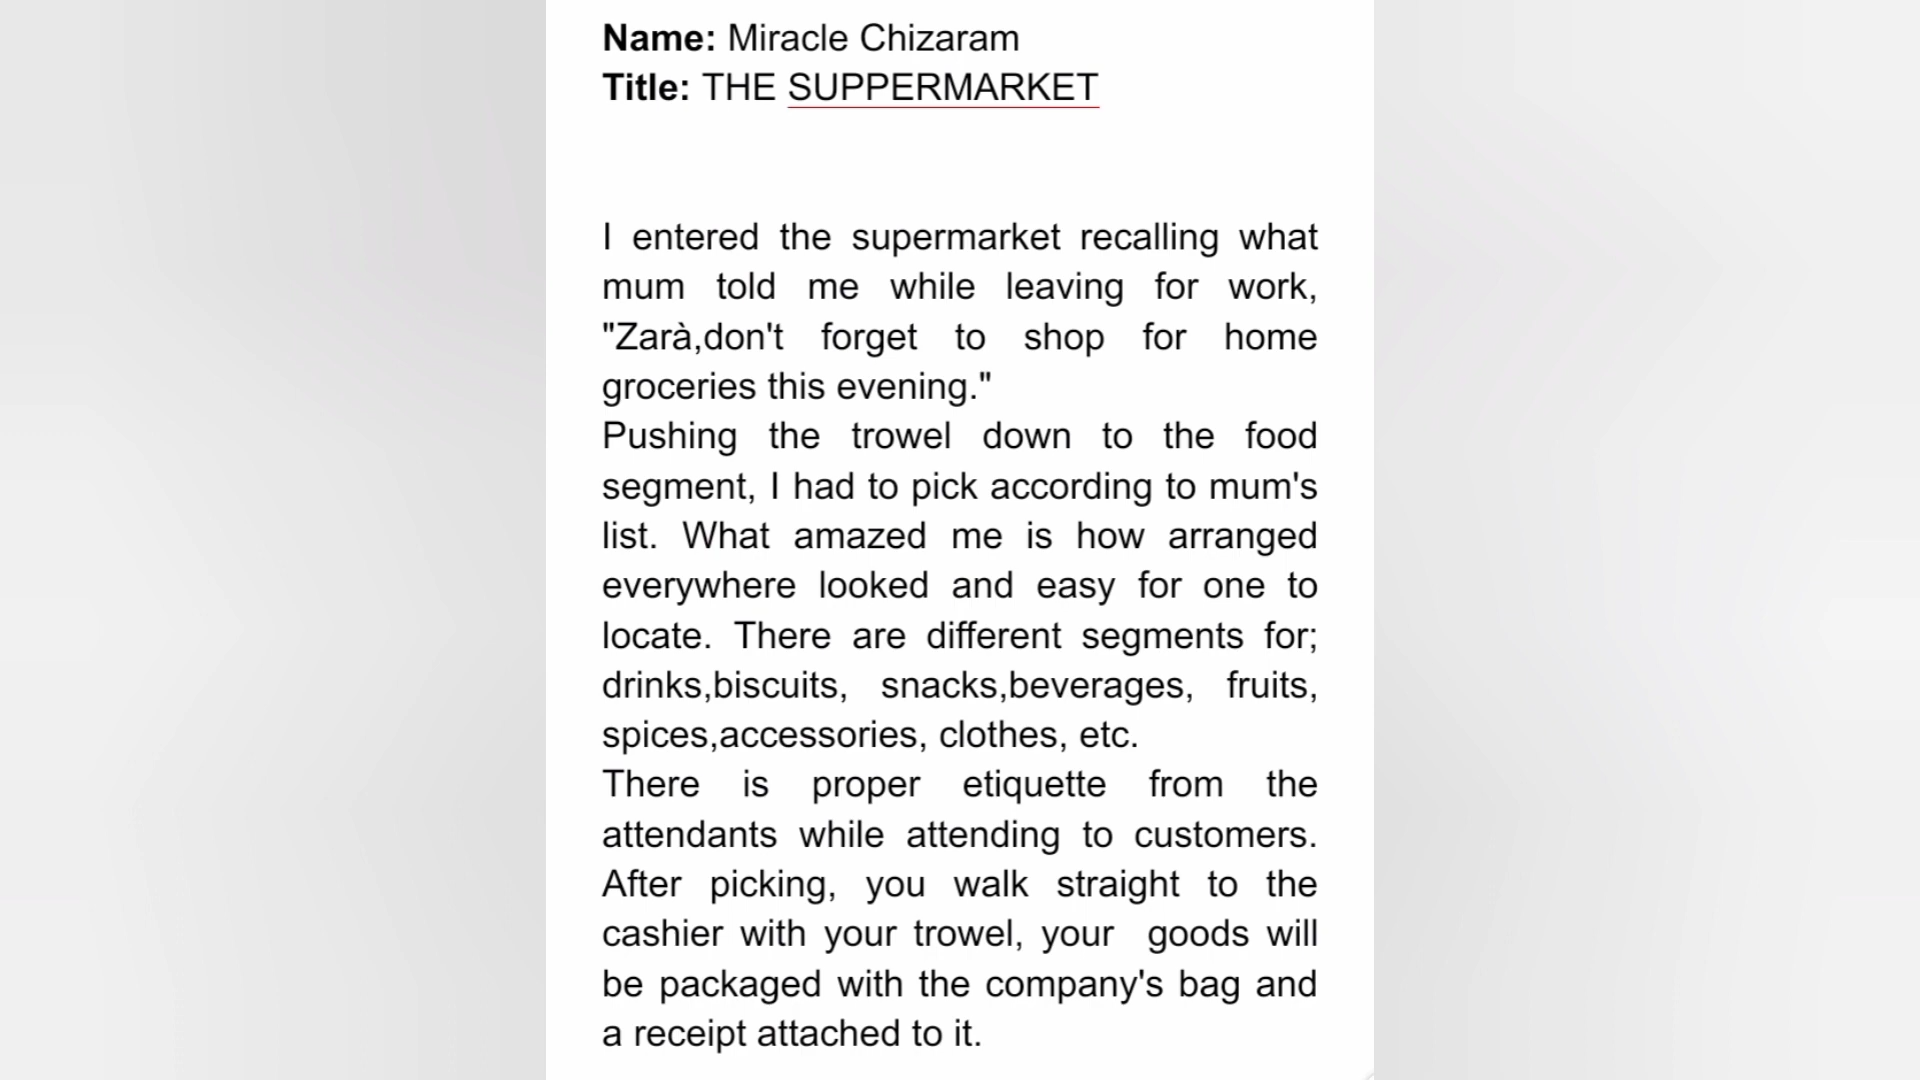 Name: Miracle Chizaram
Title: THE SUPPERMARKET
I entered the supermarket recalling what
mum told me while leaving for work,
"Zarà,don't forget to shop for home
groceries this evening."
Pushing the trowel down to the food
segment, I had to pick according to mum's
list. What amazed me is how arranged
everywhere looked and easy for one to
locate. There are different segments for;
drinks,biscuits, snacks,beverages, fruits,
spices,accessories, clothes, etc.
There is proper etiquette from the
attendants while attending to customers.
After picking, you walk straight to the
cashier with your trowel, your goods will
be packaged with the company's bag and
a receipt attached to it.